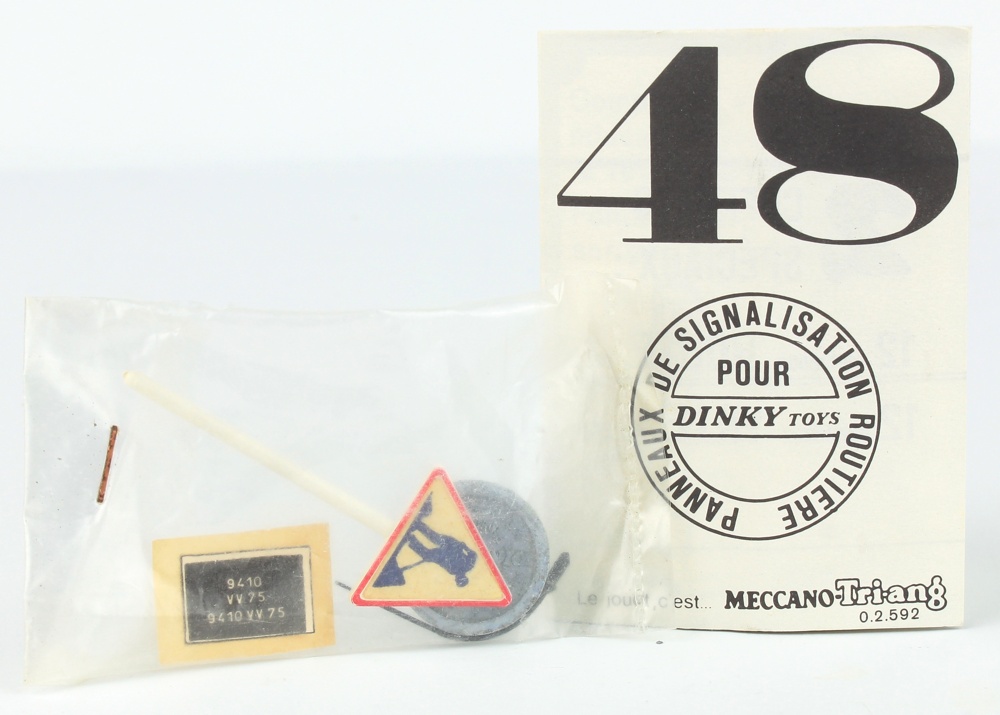 48
PANNEAUX DE SIGNALISATION ROUTIERE
POUR
DINKY TOYS
Le jouet, c'est... MECCANO-Tri-ang
0.2.592
9410
VV 75
9410 VV 75